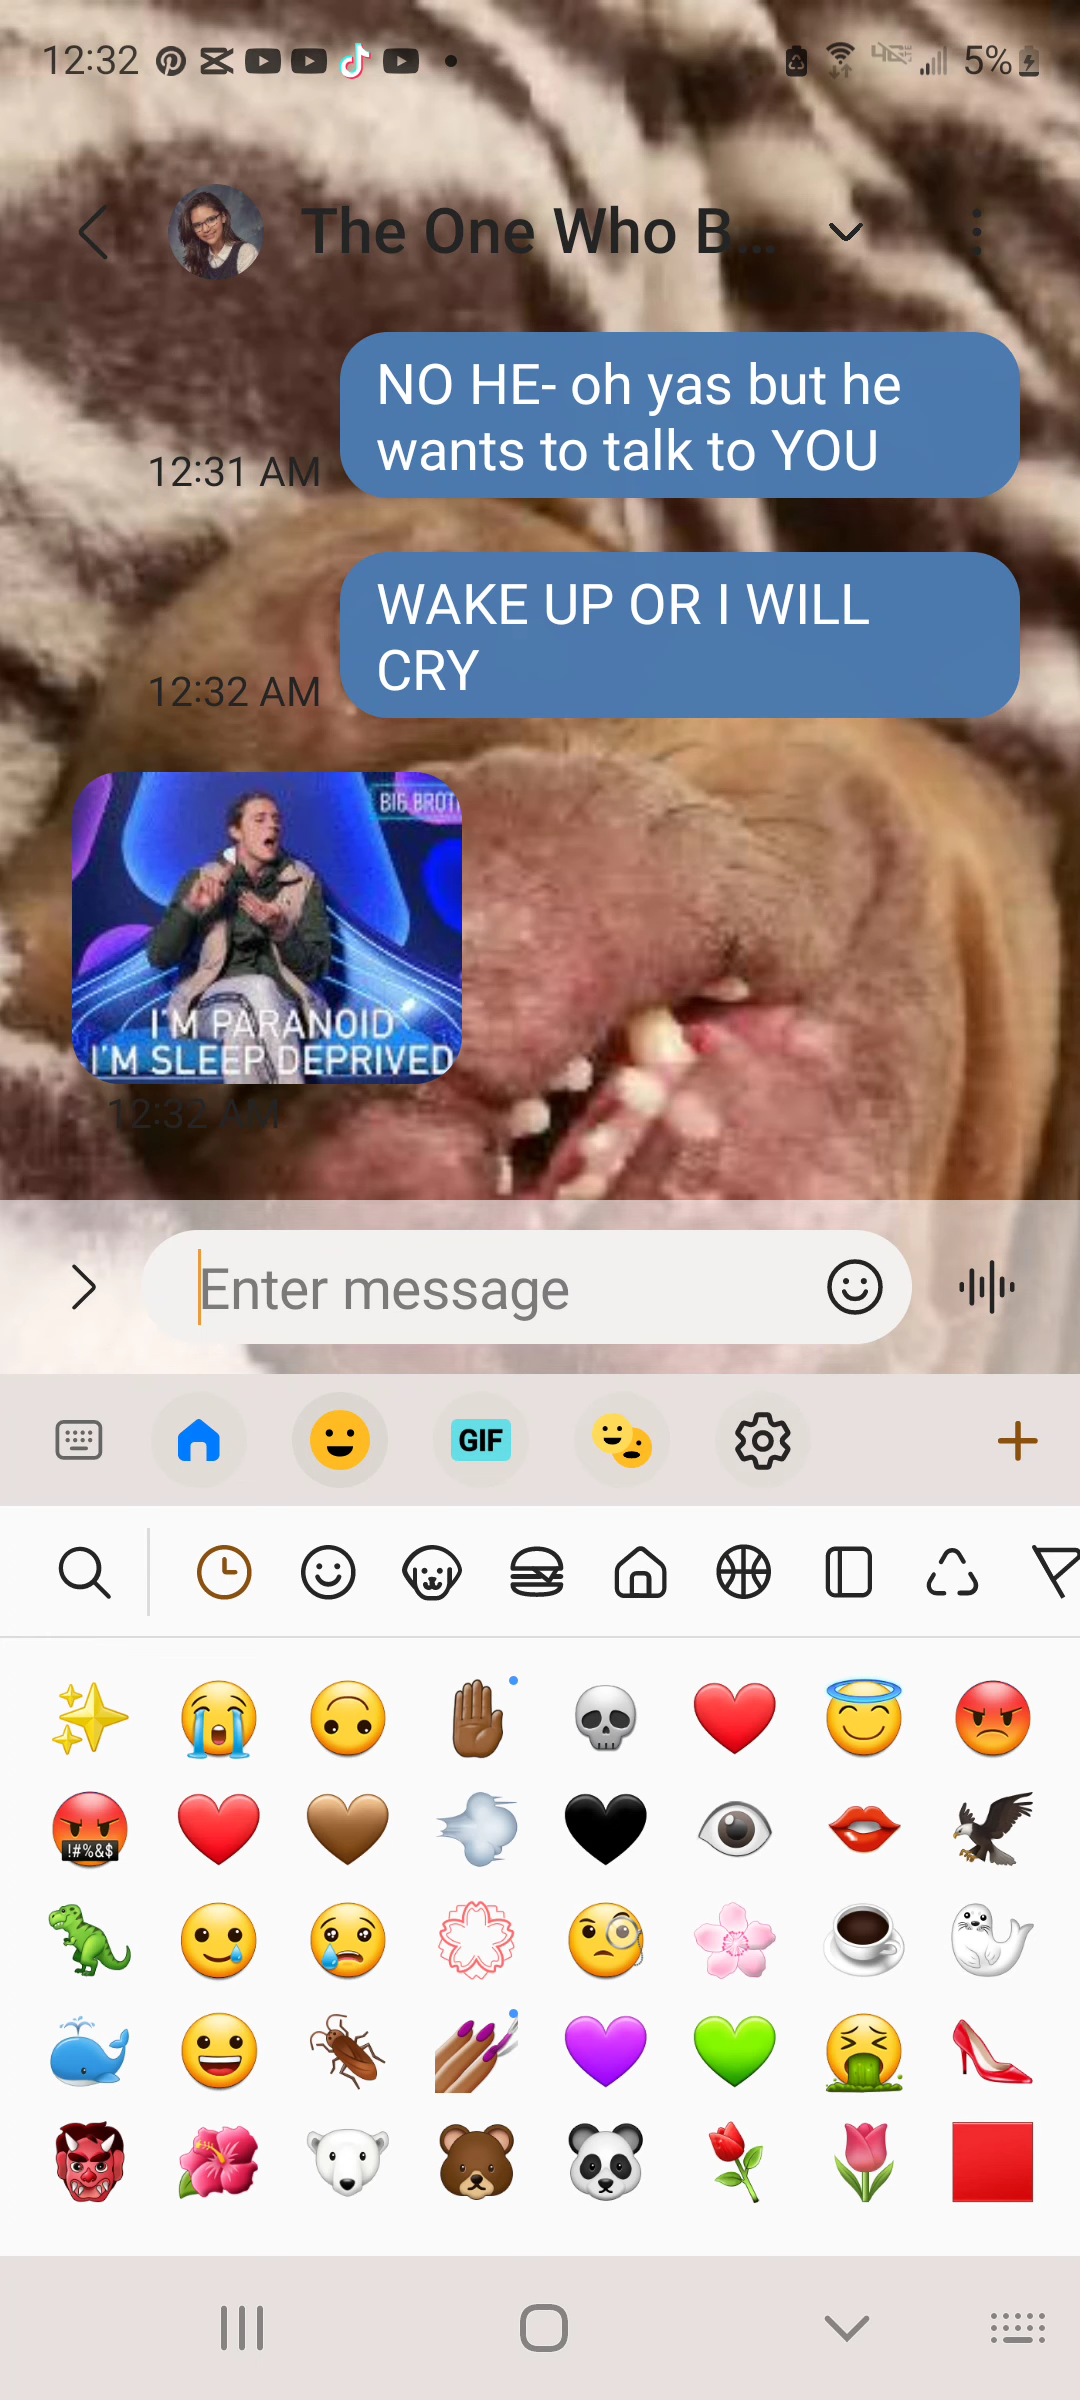 12:32
4G LTE
5%
The One Who B...
NO HE- oh yas but he
wants to talk to YOU
12:31 AM
WAKE UP OR I WILL
CRY
12:32 AM
BIG BROT
I'M PARANOID
I'M SLEEP DEPRIVED
12:32 AM
Enter message
GIF
!#%&$